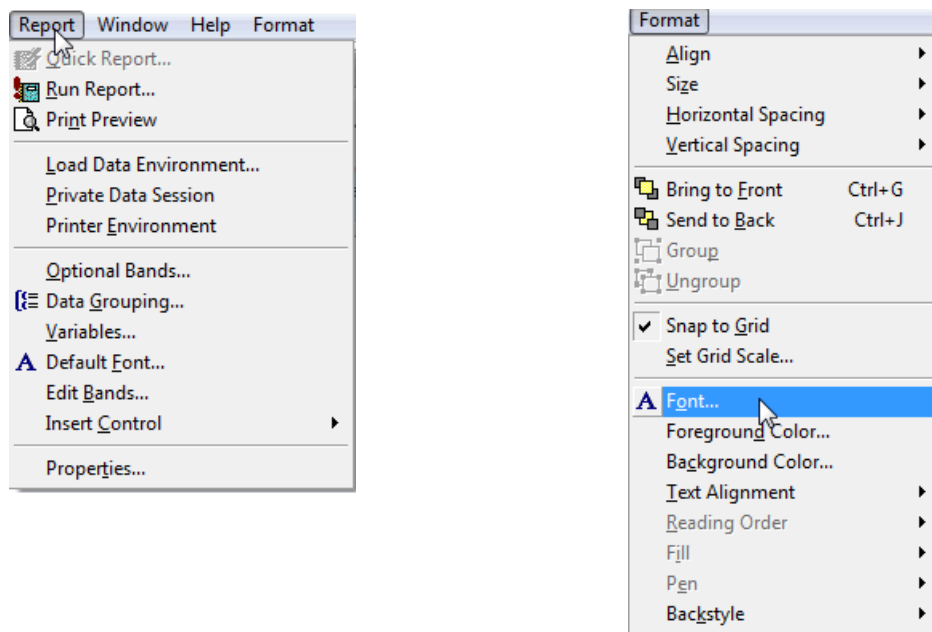 Report Window Help Format
Quick Report...
Run Report...
Print Preview
Load Data Environment...
Private Data Session
Printer Environment
Optional Bands...
Data Grouping...
Variables...
Default Font...
Edit Bands...
Insert Control
Properties...
Format
Align
Size
Horizontal Spacing
Vertical Spacing
Bring to Front Ctrl+G
Send to Back Ctrl+J
Group
Ungroup
Snap to Grid
Set Grid Scale...
Font...
Foreground Color...
Background Color...
Text Alignment
Reading Order
Fill
Pen
Backstyle